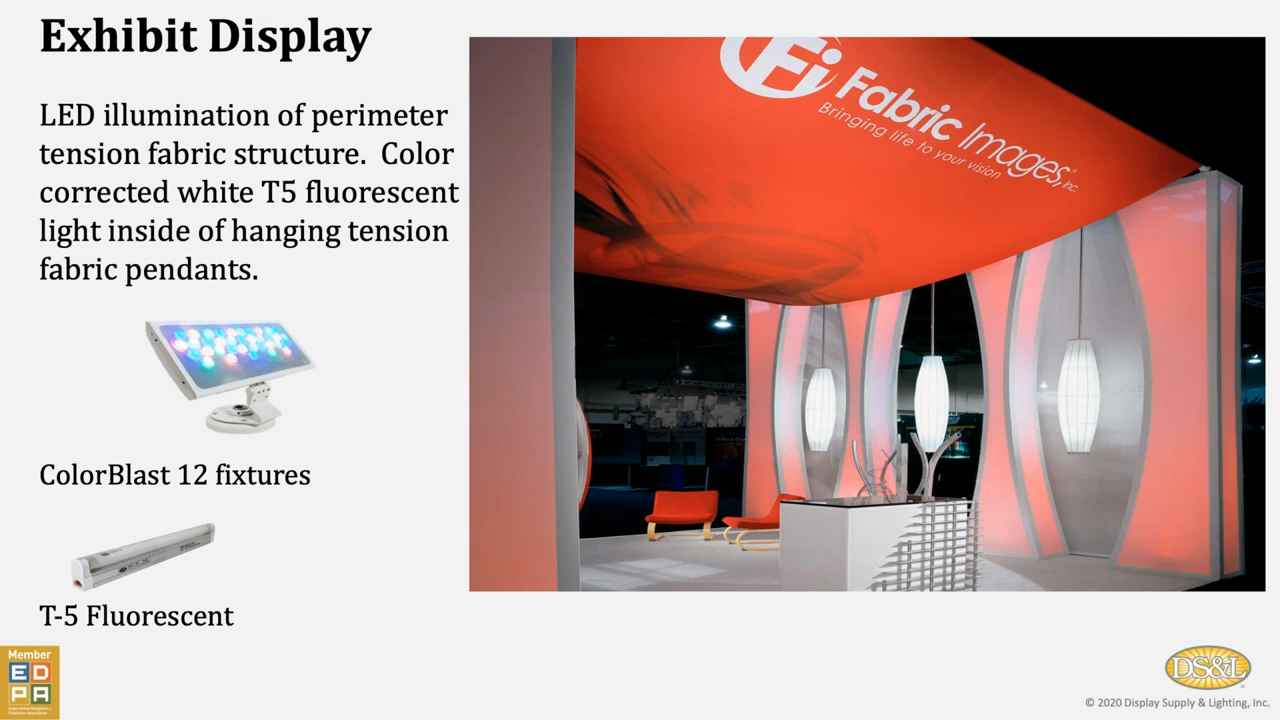 Exhibit Display
LED illumination of perimeter
tension fabric structure.  Color
corrected white T5 fluorescent
light inside of hanging tension
fabric pendants.
ColorBlast 12 fixtures
T-5 Fluorescent
Fi Fabric Images, Inc.
Bringing life to your vision
Member
E D
P A
DS&L
© 2020 Display Supply & Lighting, Inc.